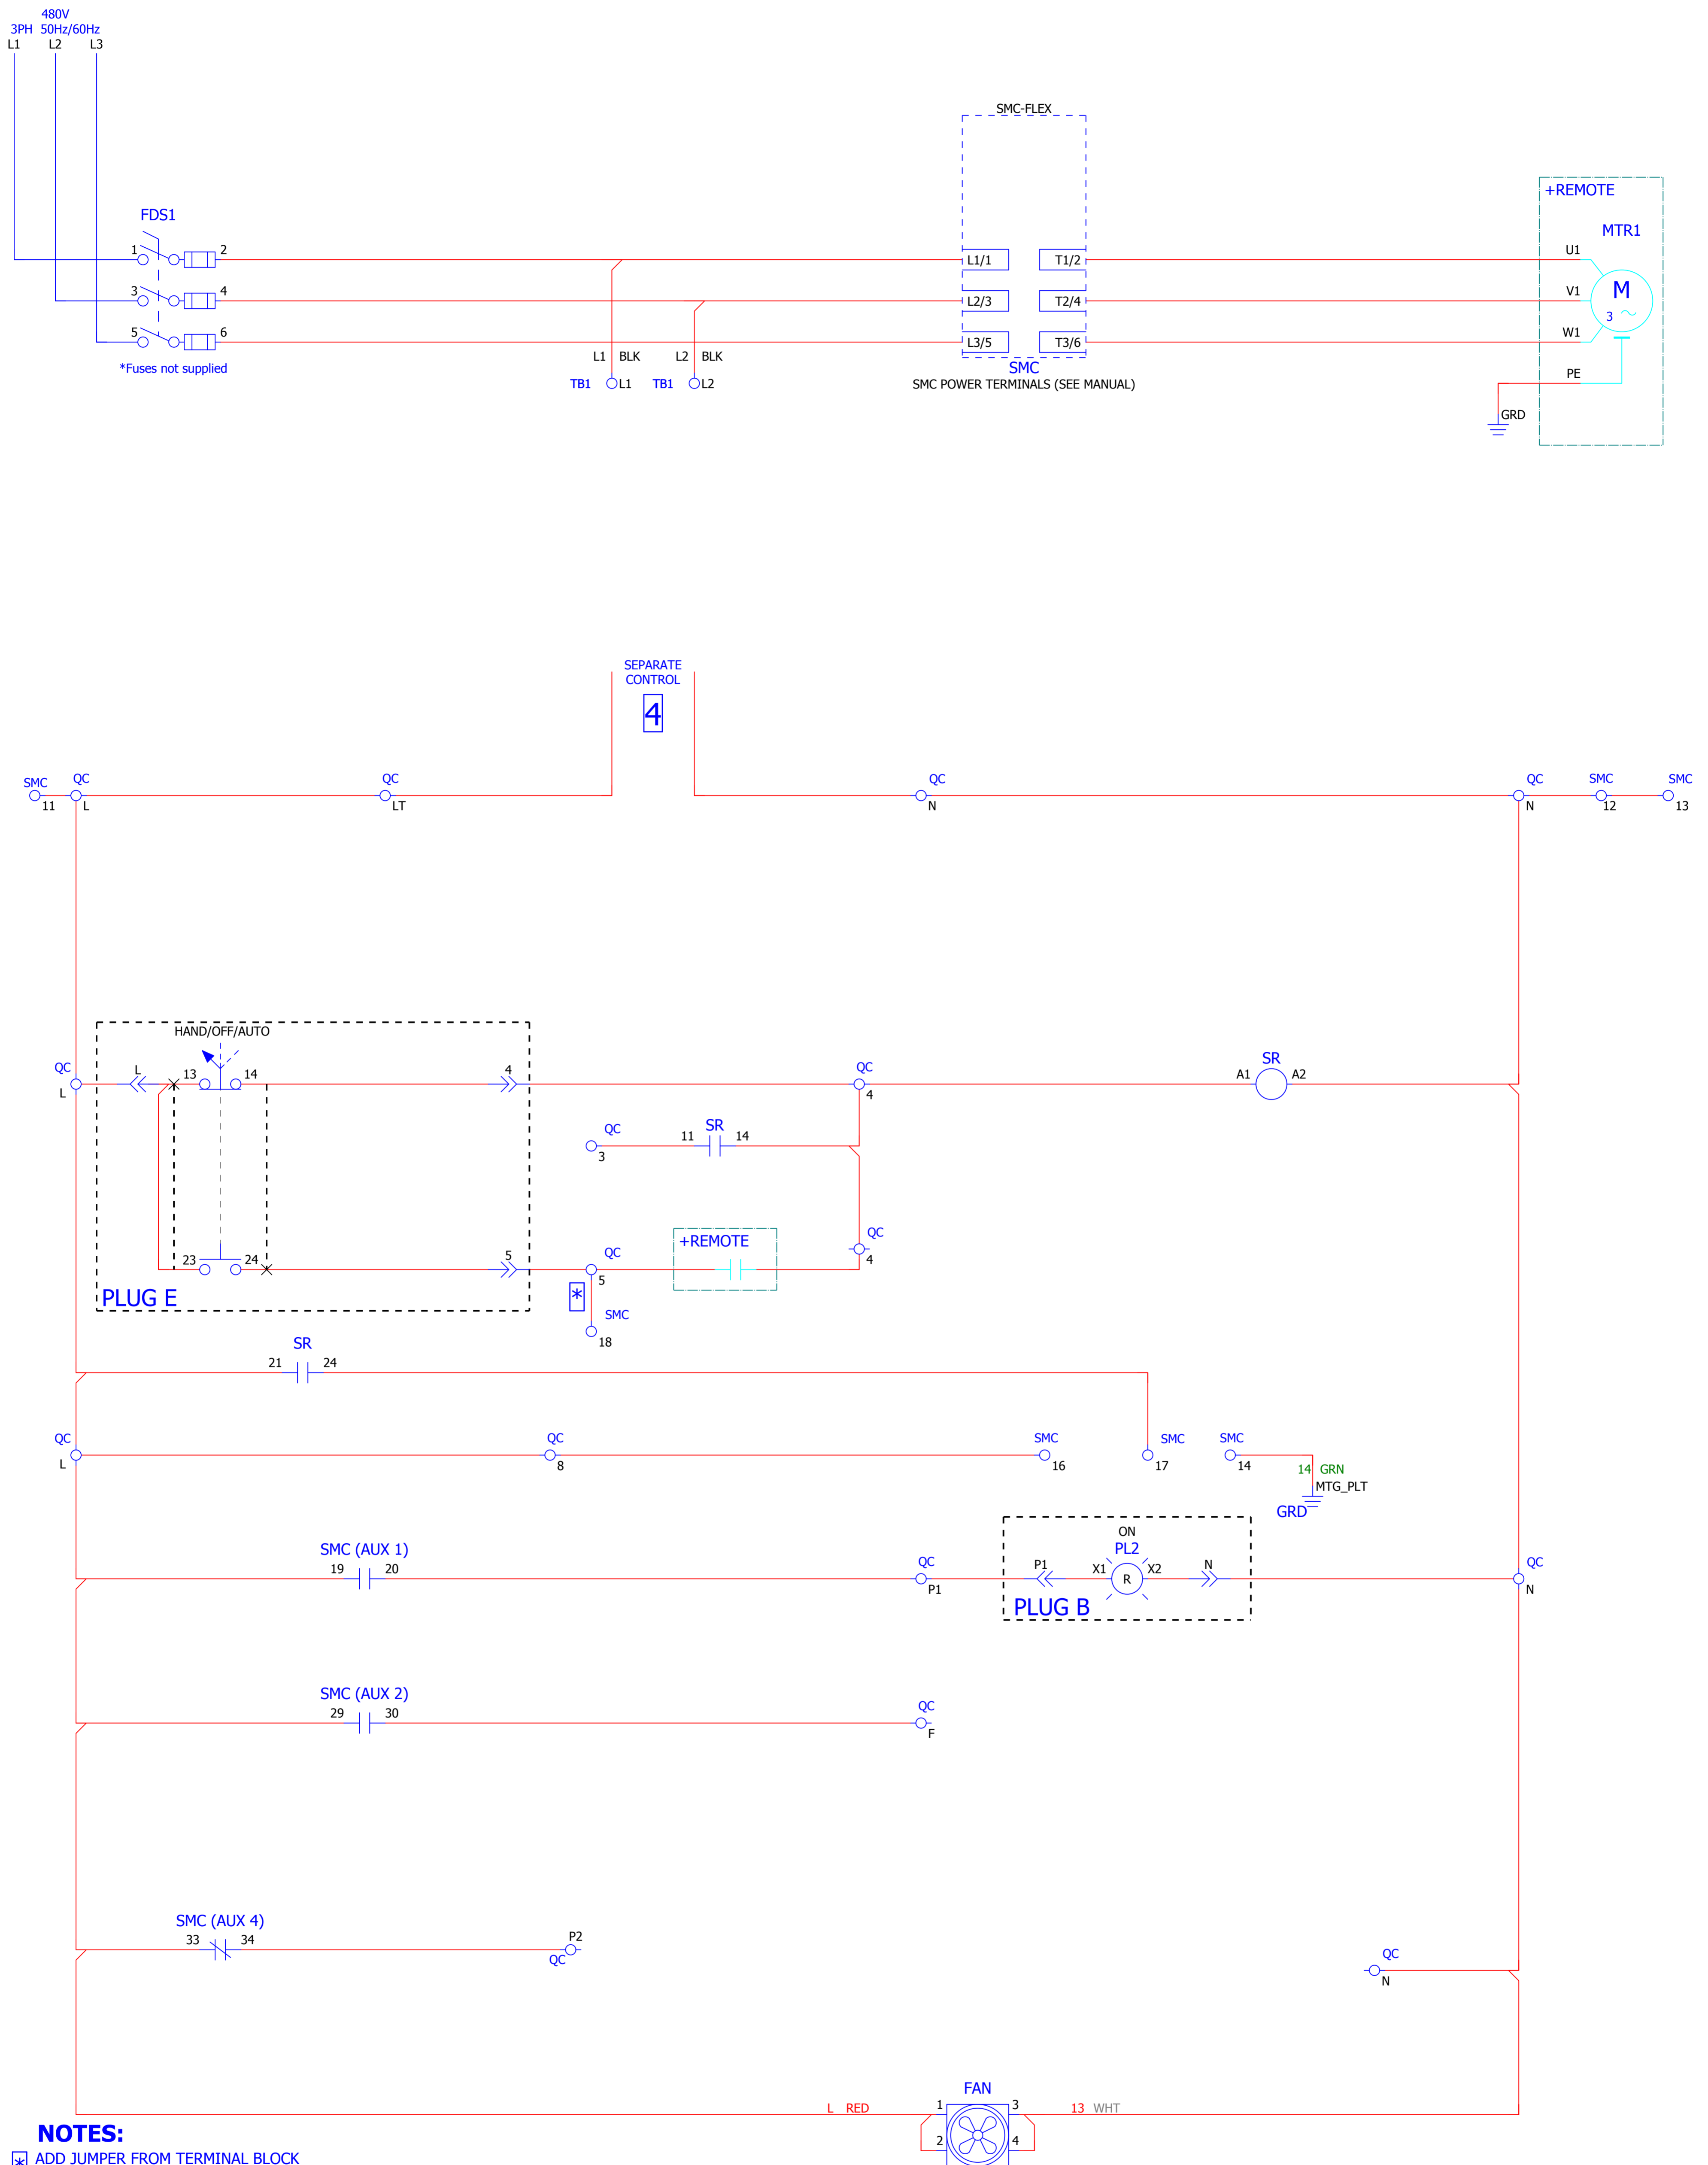 480V
3PH 50Hz/60Hz
L1 L2 L3
SMC-FLEX
+REMOTE
FDS1
MTR1
1 2
L1/1 T1/2
U1
3 4
L2/3 T2/4
V1
M
3
5 6
L3/5 T3/6
W1
*Fuses not supplied
L1 BLK L2 BLK
SMC
TB1 L1 TB1 L2
SMC POWER TERMINALS (SEE MANUAL)
PE
GRD
SEPARATE
CONTROL
4
SMC QC QC QC QC SMC SMC
11 L LT N N 12 13
HAND/OFF/AUTO
QC L 13 14 4 QC SR
L 4 A1 A2
QC 11 SR 14
3
QC
4
+REMOTE
23 24 5 QC
5
PLUG E
*
SMC
18
SR
21 24
QC QC SMC SMC SMC
L 8 16 17 14
14 GRN
MTG_PLT
GRD
ON
SMC (AUX 1) PL2
19 20 QC P1 X1 R X2 N QC
P1 N
PLUG B
SMC (AUX 2)
29 30 QC
F
SMC (AUX 4)
33 34 P2
QC
QC
N
FAN
L RED 1 3 13 WHT
2 4
NOTES:
* ADD JUMPER FROM TERMINAL BLOCK